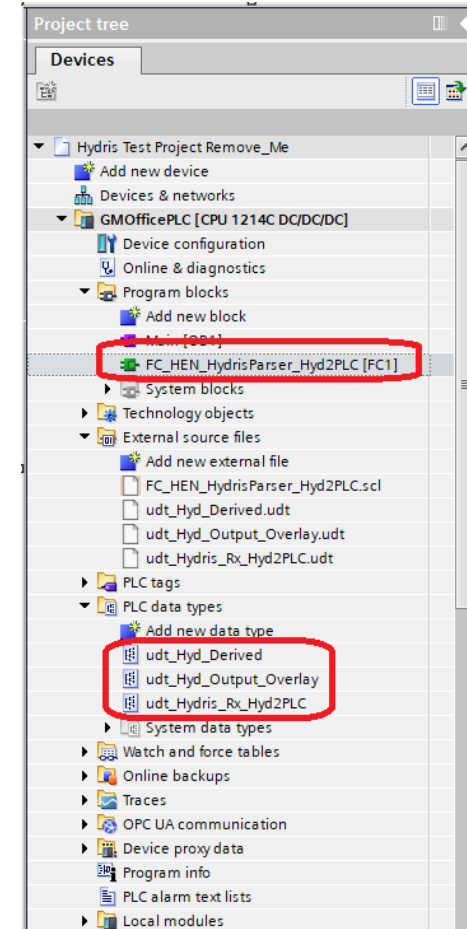 Project tree
Devices
Hydris Test Project Remove_Me
Add new device
Devices & networks
GMOfficePLC [CPU 1214C DC/DC/DC]
Device configuration
Online & diagnostics
Program blocks
Add new block
Main [OB1]
FC_HEN_HydrisParser_Hyd2PLC [FC1]
System blocks
Technology objects
External source files
Add new external file
FC_HEN_HydrisParser_Hyd2PLC.scl
udt_Hyd_Derived.udt
udt_Hyd_Output_Overlay.udt
udt_Hydris_Rx_Hyd2PLC.udt
PLC tags
PLC data types
Add new data type
udt_Hyd_Derived
udt_Hyd_Output_Overlay
udt_Hydris_Rx_Hyd2PLC
System data types
Watch and force tables
Online backups
Traces
OPC UA communication
Device proxy data
Program info
PLC alarm text lists
Local modules